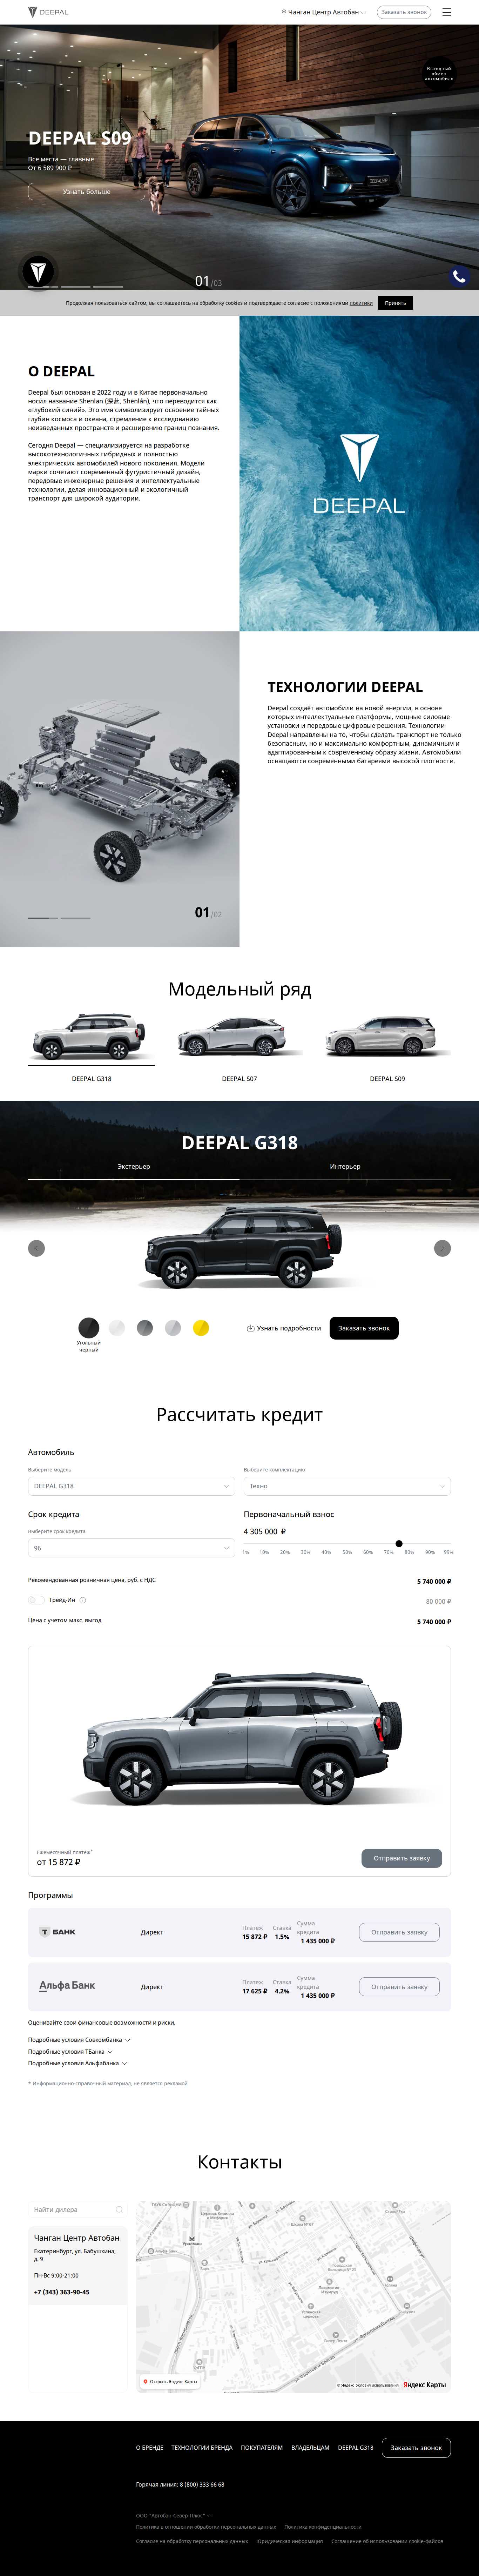 DEEPAL
Чанган Центр Автобан
Заказать звонок
Выгодный
обмен
автомобиля
DEEPAL S09
Все места — главные
От 6 589 900 ₽
Узнать больше
01/03
Продолжая пользоваться сайтом, вы соглашаетесь на обработку cookies и подтверждаете согласие с положениями политики
Принять
О DEEPAL
Deepal был основан в 2022 году и в Китае первоначально
носил название Shenlan (深蓝, Shēnlán), что переводится как
«глубокий синий». Это имя символизирует освоение тайных
глубин космоса и океана, стремление к исследованию
неизведанных пространств и расширению границ познания.
Сегодня Deepal — специализируется на разработке
высокотехнологичных гибридных и полностью
электрических автомобилей нового поколения. Модели
марки сочетают современный футуристичный дизайн,
передовые инженерные решения и интеллектуальные
технологии, делая инновационный и экологичный
транспорт для широкой аудитории.
DEEPAL
ТЕХНОЛОГИИ DEEPAL
Deepal создаёт автомобили на новой энергии, в основе
которых интеллектуальные платформы, мощные силовые
установки и передовые цифровые решения. Технологии
Deepal направлены на то, чтобы сделать транспорт не только
безопасным, но и максимально комфортным, динамичным и
адаптированным к современному образу жизни. Автомобили
оснащаются современными батареями высокой плотности.
01/02
Модельный ряд
DEEPAL G318
DEEPAL S07
DEEPAL S09
DEEPAL G318
Экстерьер
Интерьер
Угольный
чёрный
Узнать подробности
Заказать звонок
Рассчитать кредит
Автомобиль
Выберите модель
Выберите комплектацию
DEEPAL G318
Техно
Срок кредита
Первоначальный взнос
Выберите срок кредита
4 305 000 ₽
96
1% 10% 20% 30% 40% 50% 60% 70% 80% 90% 99%
Рекомендованная розничная цена, руб. с НДС
5 740 000 ₽
Трейд-Ин
80 000 ₽
Цена с учетом макс. выгод
5 740 000 ₽
Ежемесячный платеж*
от 15 872 ₽
Отправить заявку
Программы
Т БАНК
Директ
Платеж
15 872 ₽
Ставка
1.5%
Сумма
кредита
1 435 000 ₽
Отправить заявку
Альфа Банк
Директ
Платеж
17 625 ₽
Ставка
4.2%
Сумма
кредита
1 435 000 ₽
Отправить заявку
Оценивайте свои финансовые возможности и риски.
Подробные условия Совкомбанка
Подробные условия ТБанка
Подробные условия Альфабанка
* Информационно-справочный материал, не является рекламой
Контакты
Найти дилера
Чанган Центр Автобан
Екатеринбург, ул. Бабушкина,
д. 9
Пн-Вс 9:00-21:00
+7 (343) 363-90-45
Открыть Яндекс Карты
© Яндекс Условия использования
Яндекс Карты
О БРЕНДЕ
ТЕХНОЛОГИИ БРЕНДА
ПОКУПАТЕЛЯМ
ВЛАДЕЛЬЦАМ
DEEPAL G318
Заказать звонок
Горячая линия: 8 (800) 333 66 68
ООО "Автобан-Север-Плюс"
Политика в отношении обработки персональных данных
Политика конфиденциальности
Согласие на обработку персональных данных
Юридическая информация
Соглашение об использовании cookie-файлов